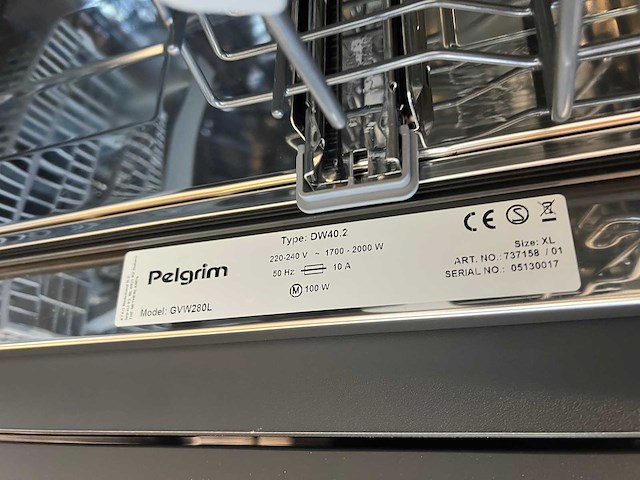 Pelgrim
Model: GVW280L
Type: DW40.2
220-240 V ~ 1700-2000 W
50 Hz 10 A
M 100 W
CE S
Size: XL
ART. NO.: 737158 / 01
SERIAL NO.: 05130017